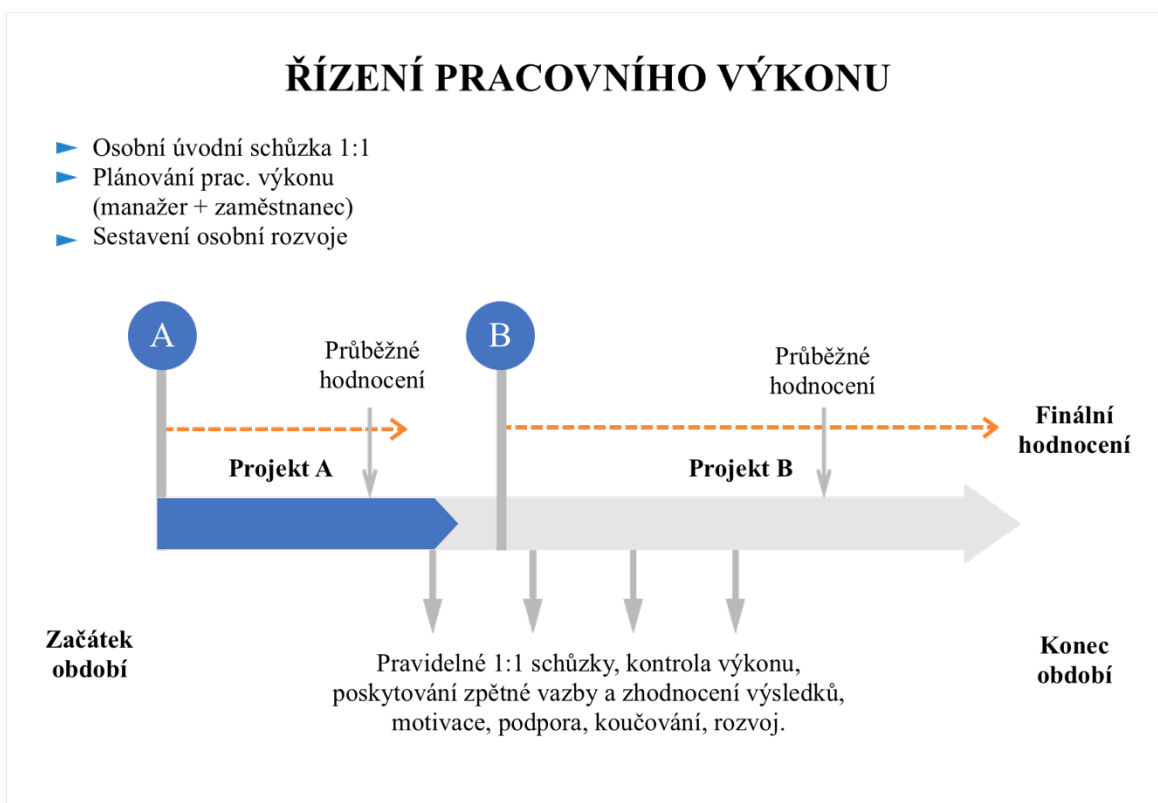 ŘÍZENÍ PRACOVNÍHO VÝKONU
Osobní úvodní schůzka 1:1
Plánování prac. výkonu
(manažer + zaměstnanec)
Sestavení osobní rozvoje
A
B
Průběžné
hodnocení
Průběžné
hodnocení
Finální
hodnocení
Projekt A
Projekt B
Začátek
období
Pravidelné 1:1 schůzky, kontrola výkonu,
poskytování zpětné vazby a zhodnocení výsledků,
motivace, podpora, koučování, rozvoj.
Konec
období